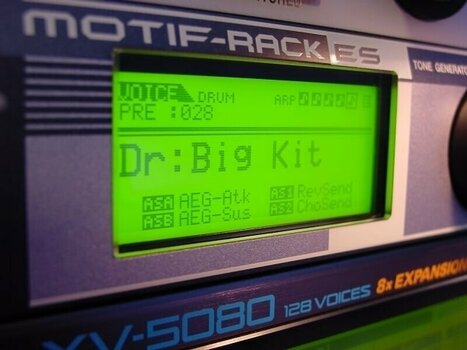 MOTIF-RACK ES
TONE GENERATO
VOICE DRUM ARP
PRE :028
Dr:Big Kit
ASA AEG-Atk AS1 RevSend
ASB AEG-Sus AS2 ChoSend
XV-5080 128 VOICES 8x EXPANSION